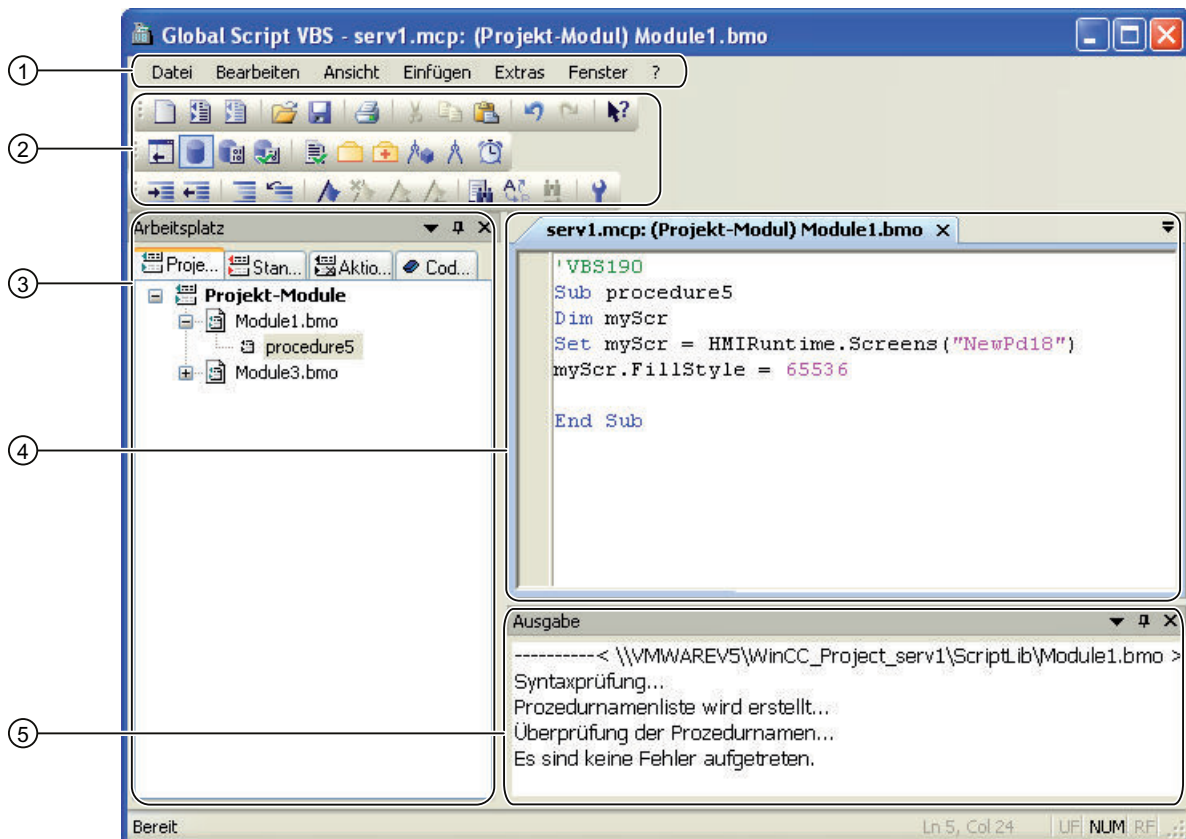 Global Script VBS - serv1.mcp: (Projekt-Modul) Module1.bmo
1
Datei Bearbeiten Ansicht Einfügen Extras Fenster ?
2
Arbeitsplatz
serv1.mcp: (Projekt-Modul) Module1.bmo
3
Proje... Stan... Aktio... Cod...
Projekt-Module
Module1.bmo
procedure5
Module3.bmo
'VBS190
Sub procedure5
Dim myScr
Set myScr = HMIRuntime.Screens("NewPd18")
myScr.FillStyle = 65536
End Sub
4
Ausgabe
----------< \\VMWAREV5\WinCC_Project_serv1\ScriptLib\Module1.bmo >
Syntaxprüfung...
Prozedurnamenliste wird erstellt...
5
Überprüfung der Prozedurnamen...
Es sind keine Fehler aufgetreten.
Bereit Ln 5, Col 24 UF NUM RF